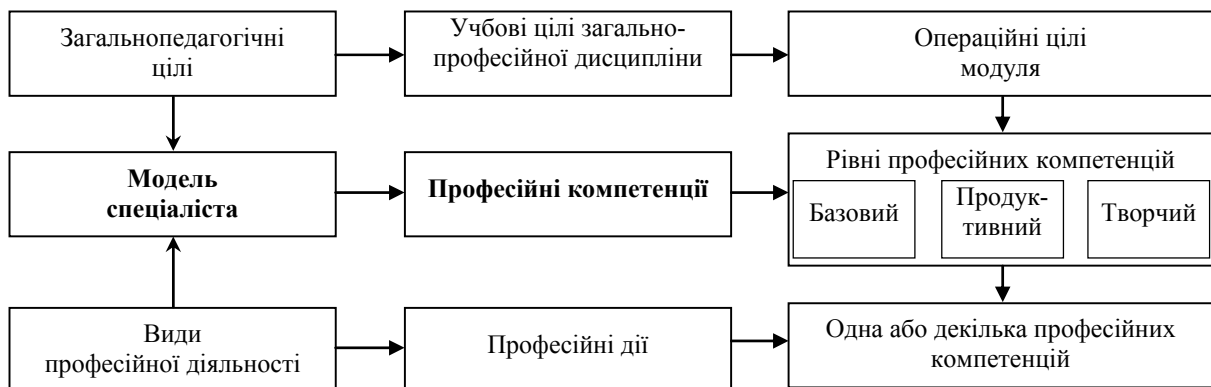 Загальнопедагогічні
цілі
Учбові цілі загально-
професійної дисципліни
Операційні цілі
модуля
Модель
спеціаліста
Професійні компетенції
Рівні професійних компетенцій
Базовий
Продук-
тивний
Творчий
Види
професійної діяльності
Професійні дії
Одна або декілька професійних
компетенцій